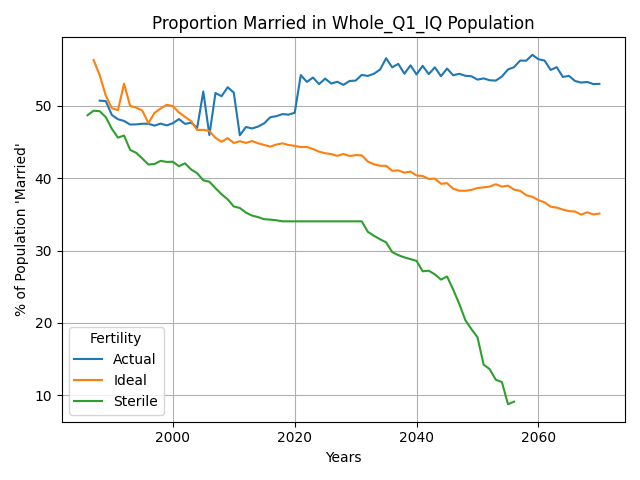 Proportion Married in Whole_Q1_IQ Population
% of Population 'Married'
50
40
30
20
10
Fertility
Actual
Ideal
Sterile
2000 2020 2040 2060
Years